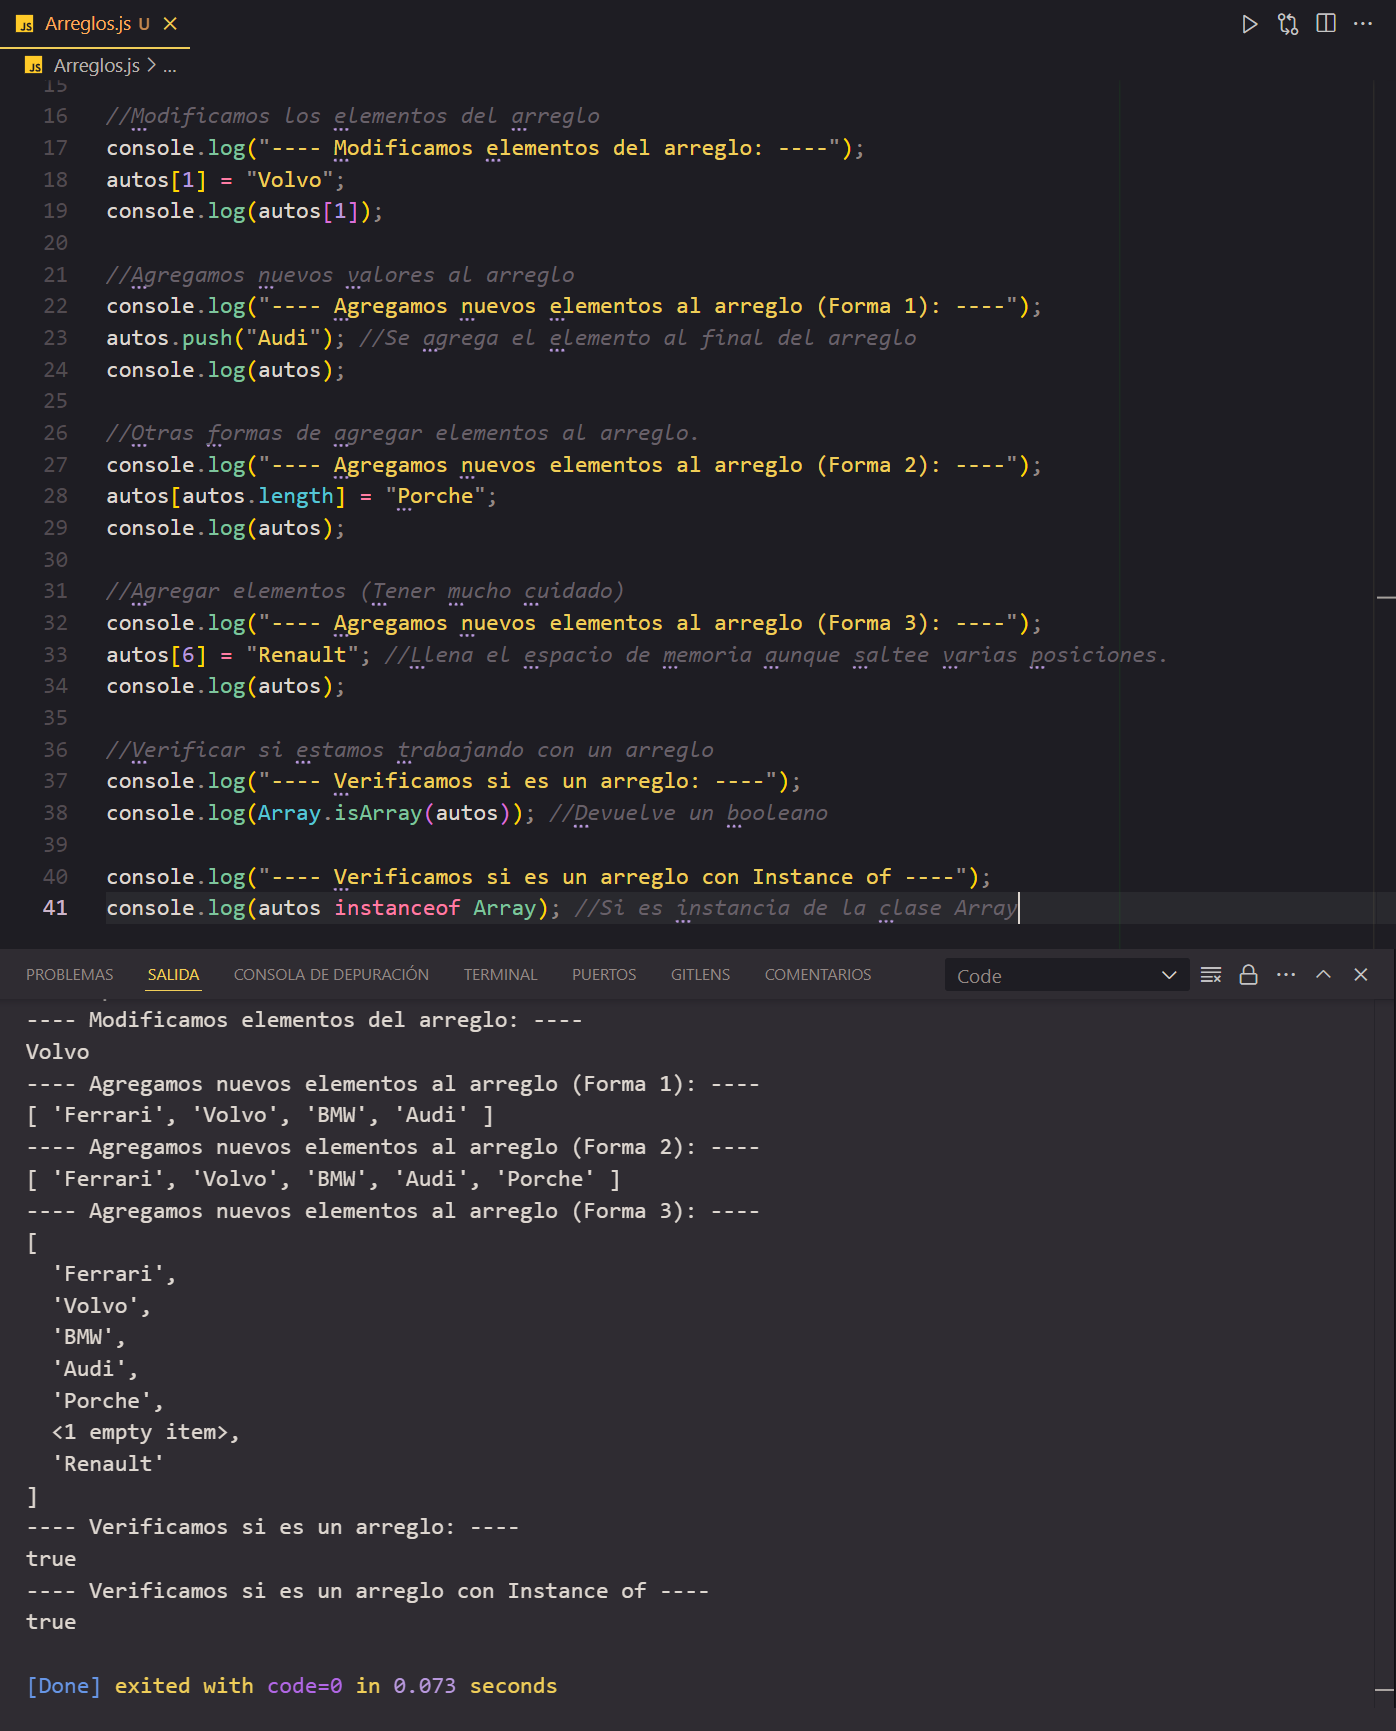 Arreglos.js U
Arreglos.js > ...
15
16 //Modificamos los elementos del arreglo
17 console.log("---- Modificamos elementos del arreglo: ----");
18 autos[1] = "Volvo";
19 console.log(autos[1]);
20
21 //Agregamos nuevos valores al arreglo
22 console.log("---- Agregamos nuevos elementos al arreglo (Forma 1): ----");
23 autos.push("Audi"); //Se agrega el elemento al final del arreglo
24 console.log(autos);
25
26 //Otras formas de agregar elementos al arreglo.
27 console.log("---- Agregamos nuevos elementos al arreglo (Forma 2): ----");
28 autos[autos.length] = "Porche";
29 console.log(autos);
30
31 //Agregar elementos (Tener mucho cuidado)
32 console.log("---- Agregamos nuevos elementos al arreglo (Forma 3): ----");
33 autos[6] = "Renault"; //Llena el espacio de memoria aunque saltee varias posiciones.
34 console.log(autos);
35
36 //Verificar si estamos trabajando con un arreglo
37 console.log("---- Verificamos si es un arreglo: ----");
38 console.log(Array.isArray(autos)); //Devuelve un booleano
39
40 console.log("---- Verificamos si es un arreglo con Instance of ----");
41 console.log(autos instanceof Array); //Si es instancia de la clase Array
PROBLEMAS SALIDA CONSOLA DE DEPURACIÓN TERMINAL PUERTOS GITLENS COMENTARIOS Code
---- Modificamos elementos del arreglo: ----
Volvo
---- Agregamos nuevos elementos al arreglo (Forma 1): ----
[ 'Ferrari', 'Volvo', 'BMW', 'Audi' ]
---- Agregamos nuevos elementos al arreglo (Forma 2): ----
[ 'Ferrari', 'Volvo', 'BMW', 'Audi', 'Porche' ]
---- Agregamos nuevos elementos al arreglo (Forma 3): ----
[
'Ferrari',
'Volvo',
'BMW',
'Audi',
'Porche',
<1 empty item>,
'Renault'
]
---- Verificamos si es un arreglo: ----
true
---- Verificamos si es un arreglo con Instance of ----
true
[Done] exited with code=0 in 0.073 seconds